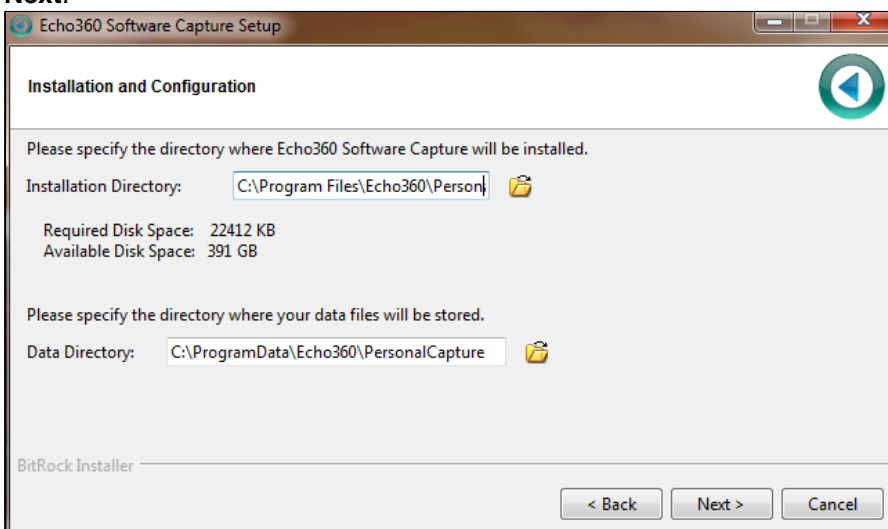 Next.
Echo360 Software Capture Setup
Installation and Configuration
Please specify the directory where Echo360 Software Capture will be installed.
Installation Directory: C:\Program Files\Echo360\Person
Required Disk Space: 22412 KB
Available Disk Space: 391 GB
Please specify the directory where your data files will be stored.
Data Directory: C:\ProgramData\Echo360\PersonalCapture
BitRock Installer
< Back Next > Cancel